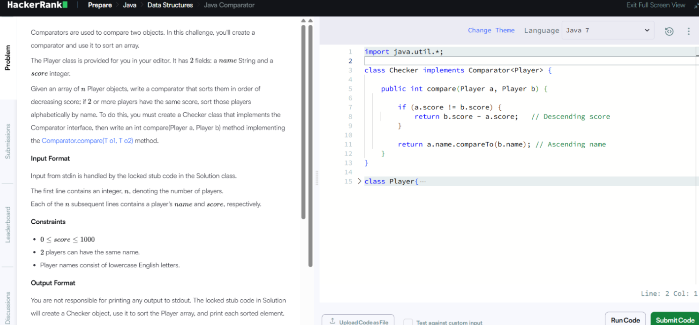 HackerRank
Prepare
Java
Data Structures
Java Comparator
Exit Full Screen View
Problem
Submissions
Leaderboard
Discussions
Comparators are used to compare two objects. In this challenge, you'll create a
comparator and use it to sort an array.
The Player class is provided for you in your editor. It has 2 fields: a name String and a
score integer.
Given an array of n Player objects, write a comparator that sorts them in order of
decreasing score; if 2 or more players have the same score, sort those players
alphabetically by name. To do this, you must create a Checker class that implements the
Comparator interface, then write an int compare(Player a, Player b) method implementing
the Comparator.compare(T o1, T o2) method.
Input Format
Input from stdin is handled by the locked stub code in the Solution class.
The first line contains an integer, n, denoting the number of players.
Each of the n subsequent lines contains a player's name and score, respectively.
Constraints
• 0 ≤ score ≤ 1000
• 2 players can have the same name.
• Player names consist of lowercase English letters.
Output Format
You are not responsible for printing any output to stdout. The locked stub code in Solution
will create a Checker object, use it to sort the Player array, and print each sorted element.
Change Theme Language Java 7
1 import java.util.*;
2
3 class Checker implements Comparator<Player> {
4
5 public int compare(Player a, Player b) {
6
7 if (a.score != b.score) {
8 return b.score - a.score; // Descending score
9 }
10
11 return a.name.compareTo(b.name); // Ascending name
12 }
13 }
14
15 > class Player{
Line: 2 Col: 1
Upload Code as File
Test against custom input
Run Code
Submit Code